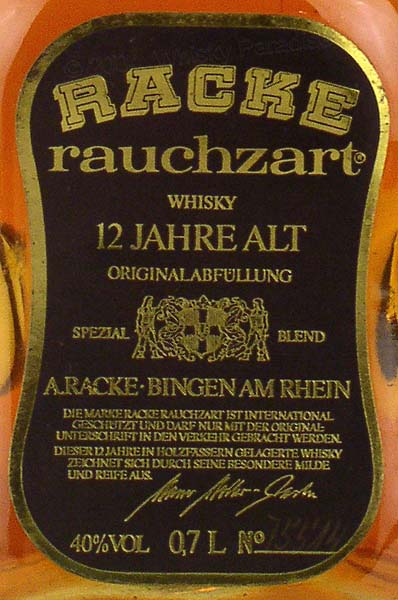 RACKE
rauchzart®
WHISKY
12 JAHRE ALT
ORIGINALABFÜLLUNG
SPEZIAL BLEND
A.RACKE · BINGEN AM RHEIN
DIE MARKE RACKE RAUCHZART IST INTERNATIONAL
GESCHÜTZT UND DARF NUR MIT DER ORIGINAL-
UNTERSCHRIFT IN DEN VERKEHR GEBRACHT WERDEN.
DIESER 12 JAHRE IN HOLZFÄSSERN GELAGERTE WHISKY
ZEICHNET SICH DURCH SEINE BESONDERE MILDE
UND REIFE AUS.
40% VOL 0,7 L Nº